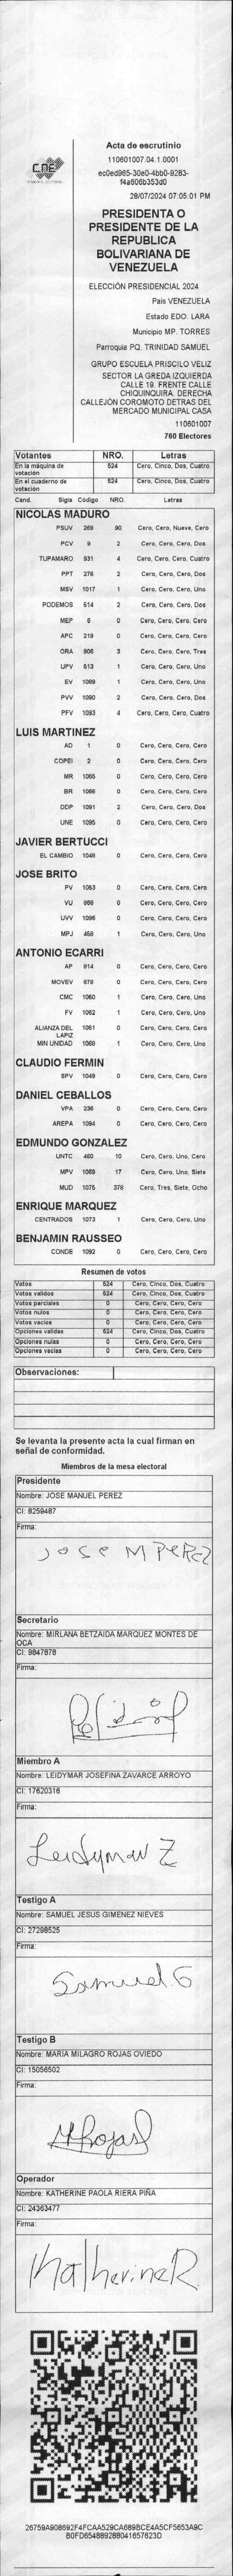 CNE
Acta de escrutinio
110601007.04.1.0001
ec0ed965-30e0-4bb0-9283-
f4a606b353d0
28/07/2024 07:05:01 PM
PRESIDENTA O
PRESIDENTE DE LA
REPUBLICA
BOLIVARIANA DE
VENEZUELA
ELECCIÓN PRESIDENCIAL 2024
Pais VENEZUELA
Estado EDO. LARA
Municipio MP. TORRES
Parroquia PQ. TRINIDAD SAMUEL
GRUPO ESCUELA PRISCILO VELIZ
SECTOR LA GREDA IZQUIERDA
CALLE 19. FRENTE CALLE
CHIQUINQUIRA. DERECHA
CALLEJÓN COROMOTO DETRAS DEL
MERCADO MUNICIPAL CASA
110601007
760 Electores
Votantes NRO. Letras
En la máquina de votación 524 Cero, Cinco, Dos, Cuatro
En el cuaderno de votación 524 Cero, Cinco, Dos, Cuatro
Cand. Sigla Código NRO. Letras
NICOLAS MADURO
PSUV 269 90 Cero, Cero, Nueve, Cero
PCV 9 2 Cero, Cero, Cero, Dos
TUPAMARO 931 4 Cero, Cero, Cero, Cuatro
PPT 276 2 Cero, Cero, Cero, Dos
MSV 1017 1 Cero, Cero, Cero, Uno
PODEMOS 514 2 Cero, Cero, Cero, Dos
MEP 6 0 Cero, Cero, Cero, Cero
APC 219 0 Cero, Cero, Cero, Cero
ORA 906 3 Cero, Cero, Cero, Tres
UPV 513 1 Cero, Cero, Cero, Uno
EV 1099 1 Cero, Cero, Cero, Uno
PVV 1090 2 Cero, Cero, Cero, Dos
PFV 1093 4 Cero, Cero, Cero, Cuatro
LUIS MARTINEZ
AD 1 0 Cero, Cero, Cero, Cero
COPEI 2 0 Cero, Cero, Cero, Cero
MR 1065 0 Cero, Cero, Cero, Cero
BR 1066 0 Cero, Cero, Cero, Cero
DDP 1091 2 Cero, Cero, Cero, Dos
UNE 1095 0 Cero, Cero, Cero, Cero
JAVIER BERTUCCI
EL CAMBIO 1048 0 Cero, Cero, Cero, Cero
JOSE BRITO
PV 1053 0 Cero, Cero, Cero, Cero
VU 868 0 Cero, Cero, Cero, Cero
UVV 1096 0 Cero, Cero, Cero, Cero
MPJ 458 1 Cero, Cero, Cero, Uno
ANTONIO ECARRI
AP 814 0 Cero, Cero, Cero, Cero
MOVEV 978 0 Cero, Cero, Cero, Cero
CMC 1060 1 Cero, Cero, Cero, Uno
FV 1062 1 Cero, Cero, Cero, Uno
ALIANZA DEL LAPIZ 1051 0 Cero, Cero, Cero, Cero
MIN UNIDAD 1068 1 Cero, Cero, Cero, Uno
CLAUDIO FERMIN
SPV 1049 0 Cero, Cero, Cero, Cero
DANIEL CEBALLOS
VPA 236 0 Cero, Cero, Cero, Cero
AREPA 1094 0 Cero, Cero, Cero, Cero
EDMUNDO GONZALEZ
UNTC 460 10 Cero, Cero, Uno, Cero
MPV 1069 17 Cero, Cero, Uno, Siete
MUD 1075 378 Cero, Tres, Siete, Ocho
ENRIQUE MARQUEZ
CENTRADOS 1073 1 Cero, Cero, Cero, Uno
BENJAMIN RAUSSEO
CONDE 1092 0 Cero, Cero, Cero, Cero
Resumen de votos
Votos 524 Cero, Cinco, Dos, Cuatro
Votos validos 524 Cero, Cinco, Dos, Cuatro
Votos parciales 0 Cero, Cero, Cero, Cero
Votos nulos 0 Cero, Cero, Cero, Cero
Votos vacios 0 Cero, Cero, Cero, Cero
Opciones validas 524 Cero, Cinco, Dos, Cuatro
Opciones nulas 0 Cero, Cero, Cero, Cero
Opciones vacias 0 Cero, Cero, Cero, Cero
Observaciones:
Se levanta la presente acta la cual firman en
señal de conformidad.
Miembros de la mesa electoral
Presidente
Nombre: JOSE MANUEL PEREZ
CI: 8259487
Firma:
JOSE M PEREZ
Secretario
Nombre: MIRLANA BETZAIDA MARQUEZ MONTES DE
OCA
CI: 9847878
Firma:
Miembro A
Nombre: LEIDYMAR JOSEFINA ZAVARCE ARROYO
CI: 17620316
Firma:
Leidymar Z
Testigo A
Nombre: SAMUEL JESUS GIMENEZ NIEVES
CI: 27298525
Firma:
Samuel G
Testigo B
Nombre: MARIA MILAGRO ROJAS OVIEDO
CI: 15056502
Firma:
MRojas
Operador
Nombre: KATHERINE PAOLA RIERA PIÑA
CI: 24363477
Firma:
Katherine R
26759A908692F4FCAA529CA689BCE4A5CF5653A9C
B0FD654889288041657623D